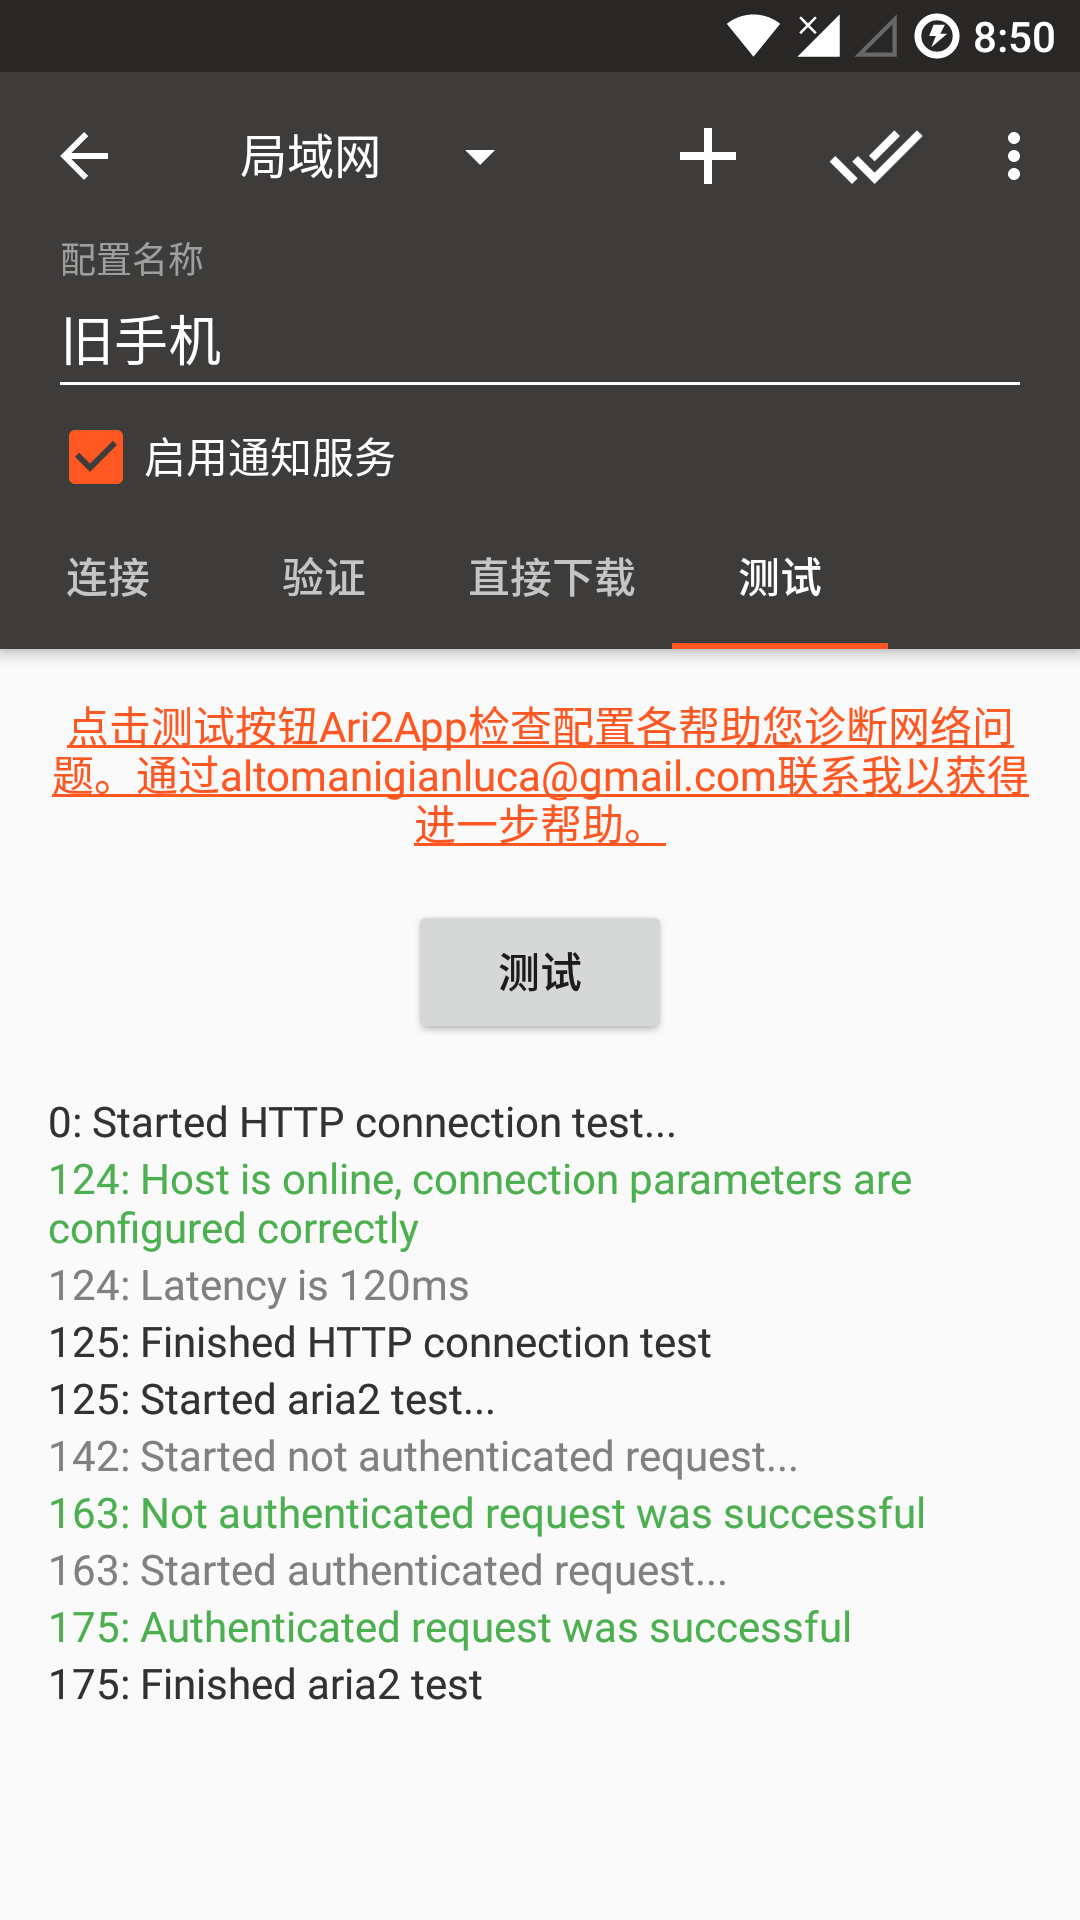 8:50
局域网
配置名称
旧手机
启用通知服务
连接 验证 直接下载 测试
点击测试按钮Ari2App检查配置各帮助您诊断网络问
题。通过altomanigianluca@gmail.com联系我以获得
进一步帮助。
测试
0: Started HTTP connection test...
124: Host is online, connection parameters are
configured correctly
124: Latency is 120ms
125: Finished HTTP connection test
125: Started aria2 test...
142: Started not authenticated request...
163: Not authenticated request was successful
163: Started authenticated request...
175: Authenticated request was successful
175: Finished aria2 test